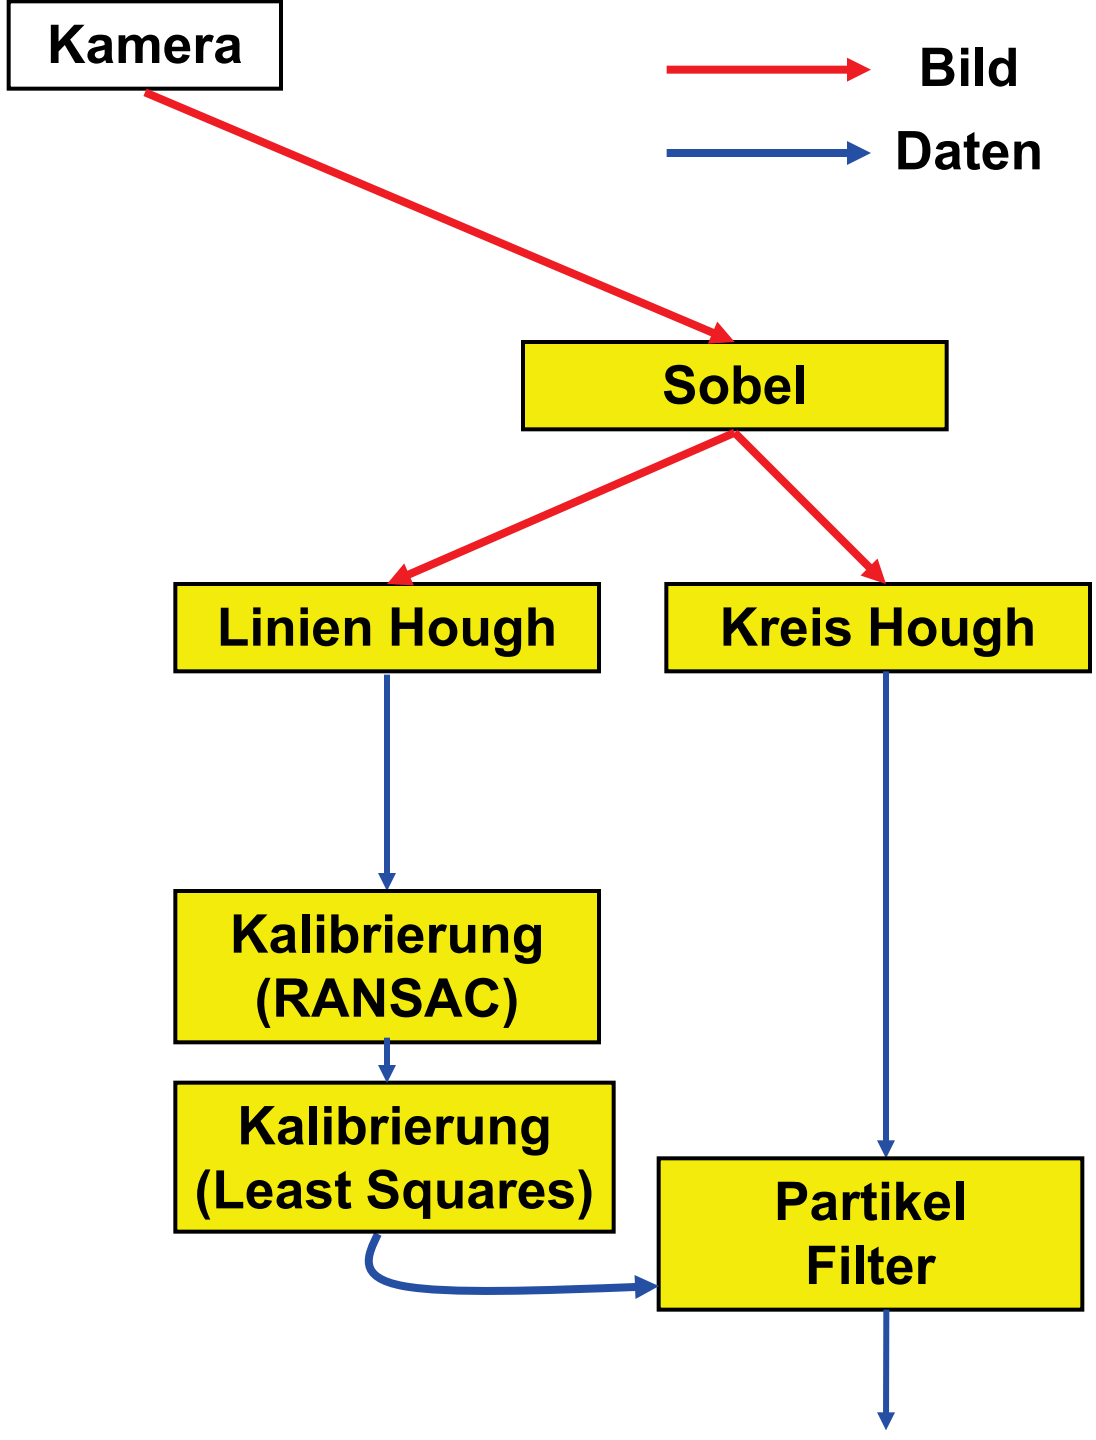 Kamera
Bild
Daten
Sobel
Linien Hough
Kreis Hough
Kalibrierung
(RANSAC)
Kalibrierung
(Least Squares)
Partikel
Filter